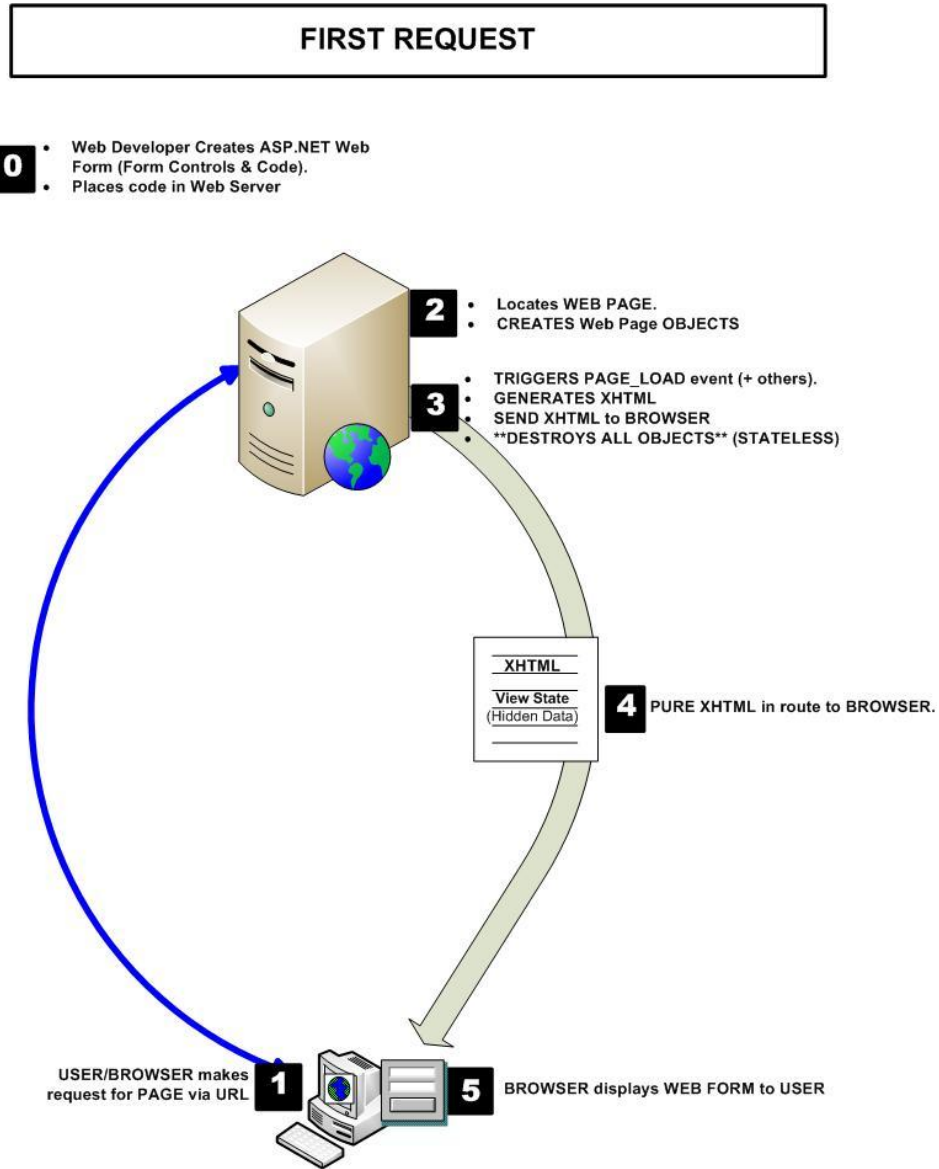 FIRST REQUEST
0
• Web Developer Creates ASP.NET Web
Form (Form Controls & Code).
• Places code in Web Server
2
• Locates WEB PAGE.
• CREATES Web Page OBJECTS
3
• TRIGGERS PAGE_LOAD event (+ others).
• GENERATES XHTML
• SEND XHTML to BROWSER
• **DESTROYS ALL OBJECTS** (STATELESS)
XHTML
View State
(Hidden Data)
4
PURE XHTML in route to BROWSER.
USER/BROWSER makes
request for PAGE via URL
1
5
BROWSER displays WEB FORM to USER